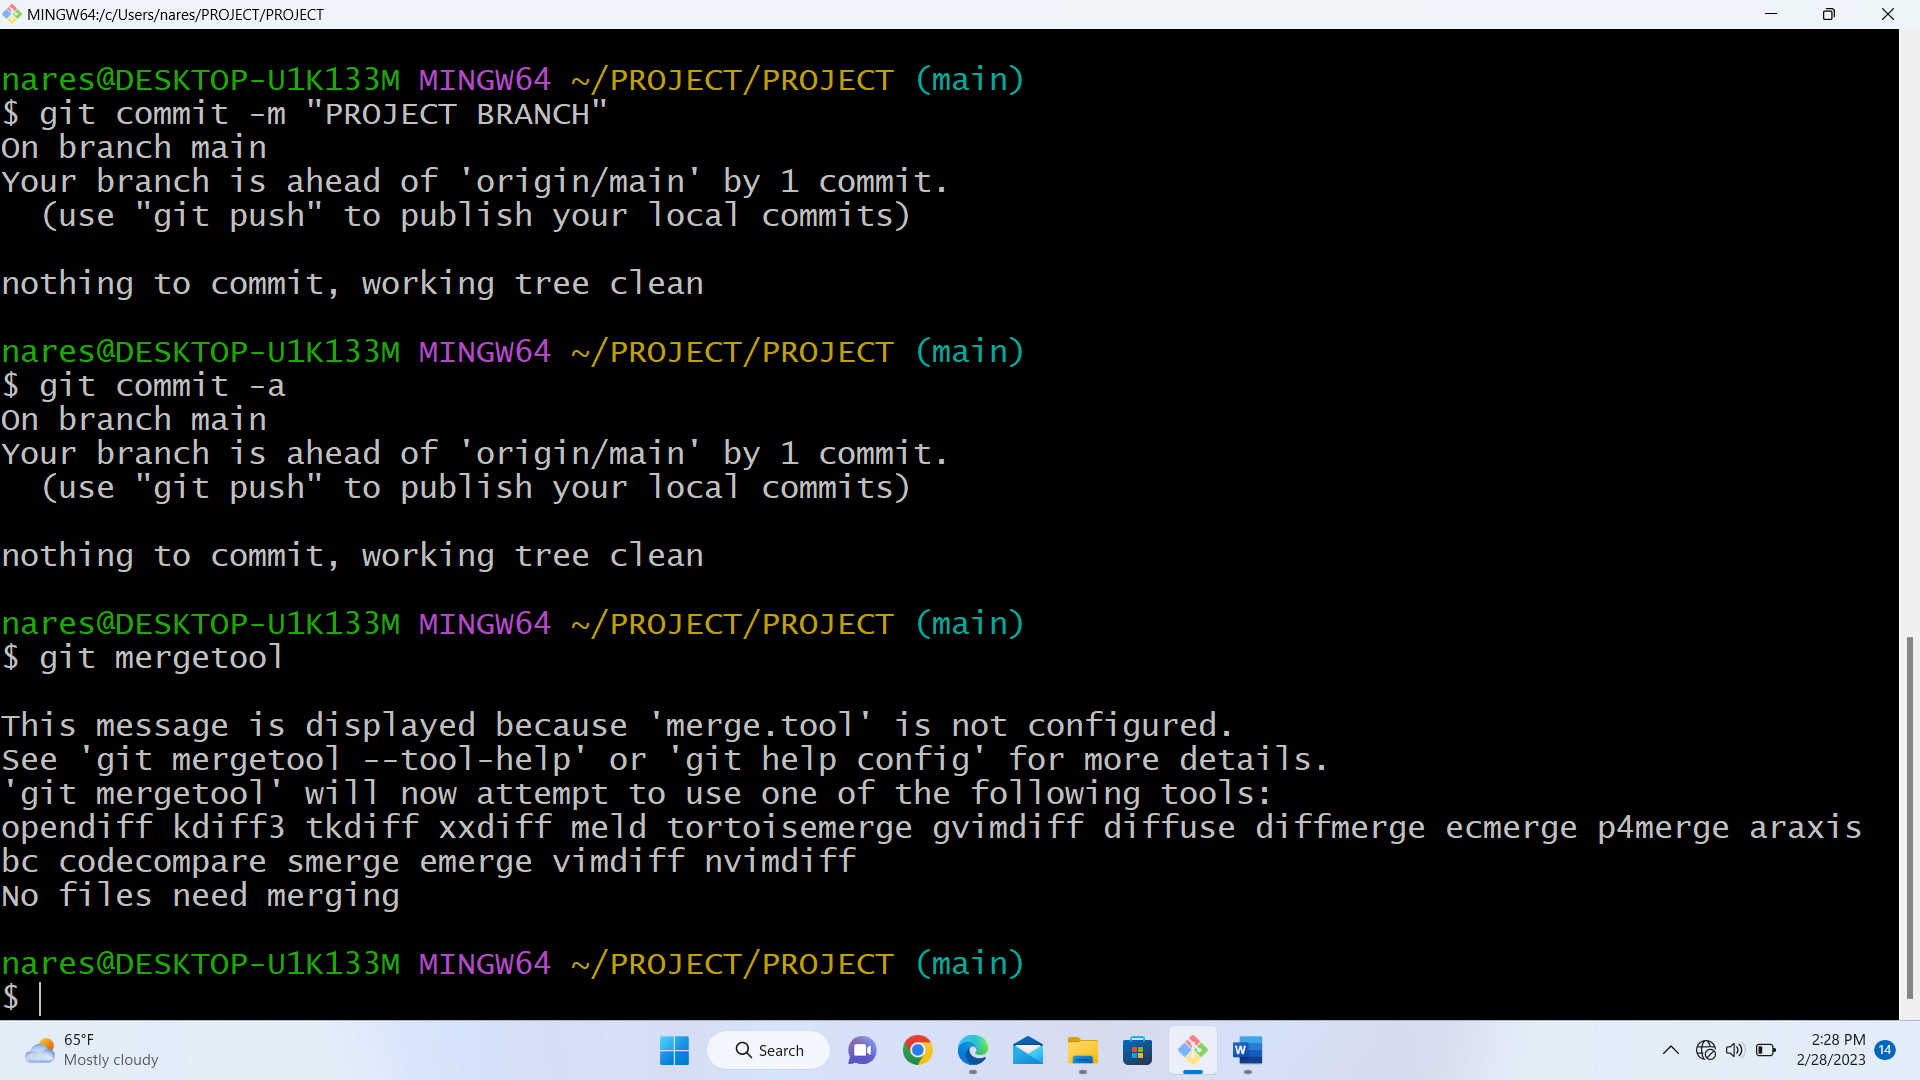 MINGW64:/c/Users/nares/PROJECT/PROJECT
nares@DESKTOP-U1K133M MINGW64 ~/PROJECT/PROJECT (main)
$ git commit -m "PROJECT BRANCH"
On branch main
Your branch is ahead of 'origin/main' by 1 commit.
  (use "git push" to publish your local commits)
nothing to commit, working tree clean
nares@DESKTOP-U1K133M MINGW64 ~/PROJECT/PROJECT (main)
$ git commit -a
On branch main
Your branch is ahead of 'origin/main' by 1 commit.
  (use "git push" to publish your local commits)
nothing to commit, working tree clean
nares@DESKTOP-U1K133M MINGW64 ~/PROJECT/PROJECT (main)
$ git mergetool
This message is displayed because 'merge.tool' is not configured.
See 'git mergetool --tool-help' or 'git help config' for more details.
'git mergetool' will now attempt to use one of the following tools:
opendiff kdiff3 tkdiff xxdiff meld tortoisemerge gvimdiff diffuse diffmerge ecmerge p4merge araxis
bc codecompare smerge emerge vimdiff nvimdiff
No files need merging
nares@DESKTOP-U1K133M MINGW64 ~/PROJECT/PROJECT (main)
$
65°F
Mostly cloudy
Search
W
2:28 PM
2/28/2023
14